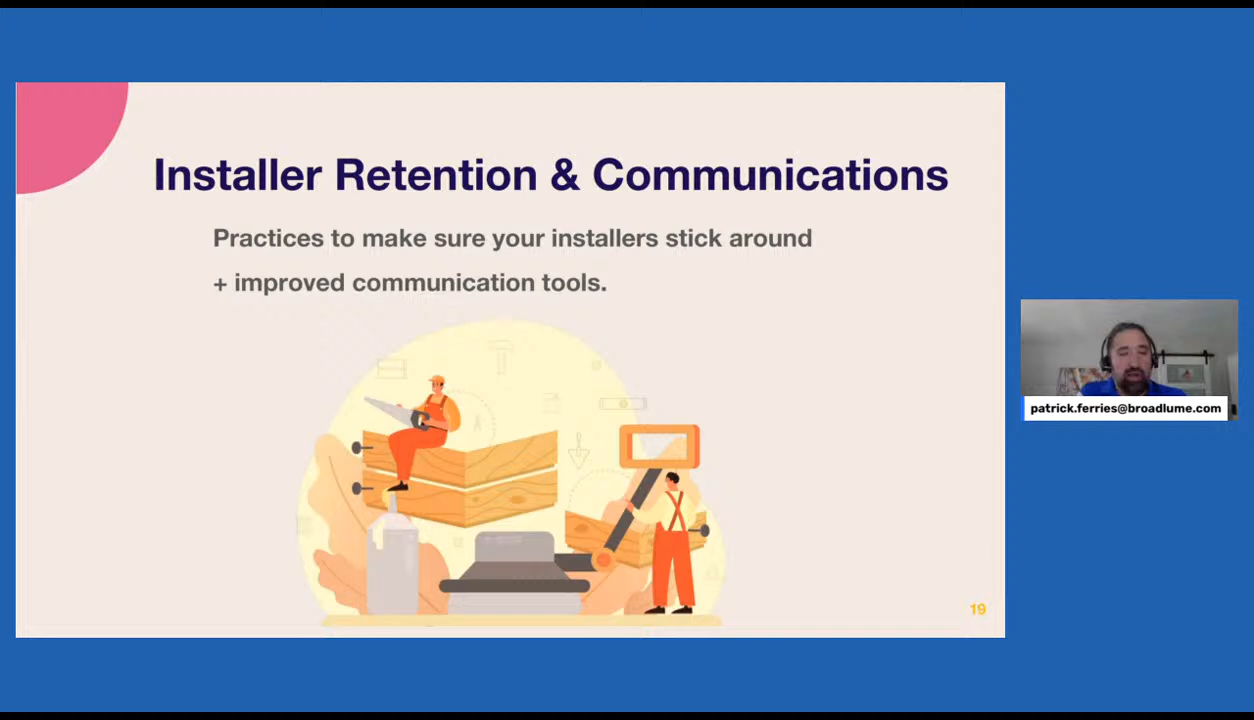 Installer Retention & Communications
Practices to make sure your installers stick around
+ improved communication tools.
patrick.ferries@broadlume.com
19